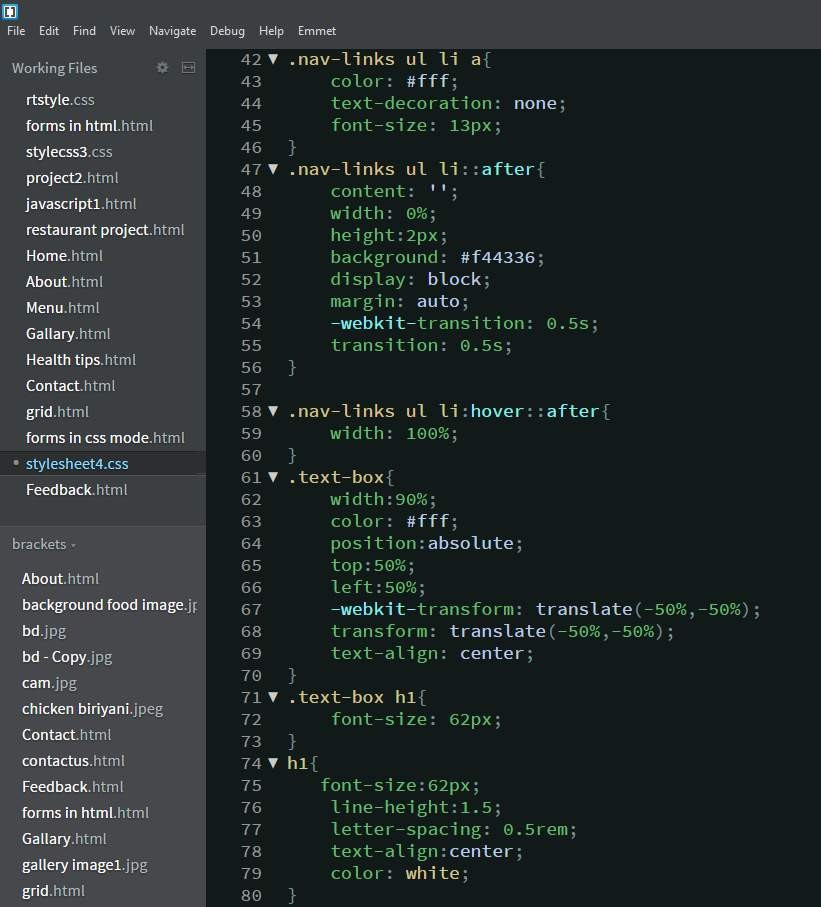 File Edit Find View Navigate Debug Help Emmet
Working Files
rtstyle.css
forms in html.html
stylecss3.css
project2.html
javascript1.html
restaurant project.html
Home.html
About.html
Menu.html
Gallary.html
Health tips.html
Contact.html
grid.html
forms in css mode.html
stylesheet4.css
Feedback.html
brackets
About.html
background food image.jp
bd.jpg
bd - Copy.jpg
cam.jpg
chicken biriyani.jpeg
Contact.html
contactus.html
Feedback.html
forms in html.html
Gallary.html
gallery image1.jpg
grid.html
42 ▼ .nav-links ul li a{
43 color: #fff;
44 text-decoration: none;
45 font-size: 13px;
46 }
47 ▼ .nav-links ul li::after{
48 content: '';
49 width: 0%;
50 height:2px;
51 background: #f44336;
52 display: block;
53 margin: auto;
54 -webkit-transition: 0.5s;
55 transition: 0.5s;
56 }
57
58 ▼ .nav-links ul li:hover::after{
59 width: 100%;
60 }
61 ▼ .text-box{
62 width:90%;
63 color: #fff;
64 position:absolute;
65 top:50%;
66 left:50%;
67 -webkit-transform: translate(-50%,-50%);
68 transform: translate(-50%,-50%);
69 text-align: center;
70 }
71 ▼ .text-box h1{
72 font-size: 62px;
73 }
74 ▼ h1{
75 font-size:62px;
76 line-height:1.5;
77 letter-spacing: 0.5rem;
78 text-align:center;
79 color: white;
80 }